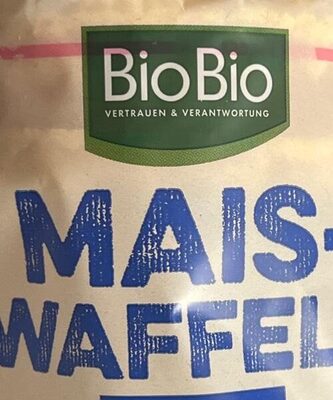 BioBio
VERTRAUEN & VERANTWORTUNG
MAIS-
WAFFEL